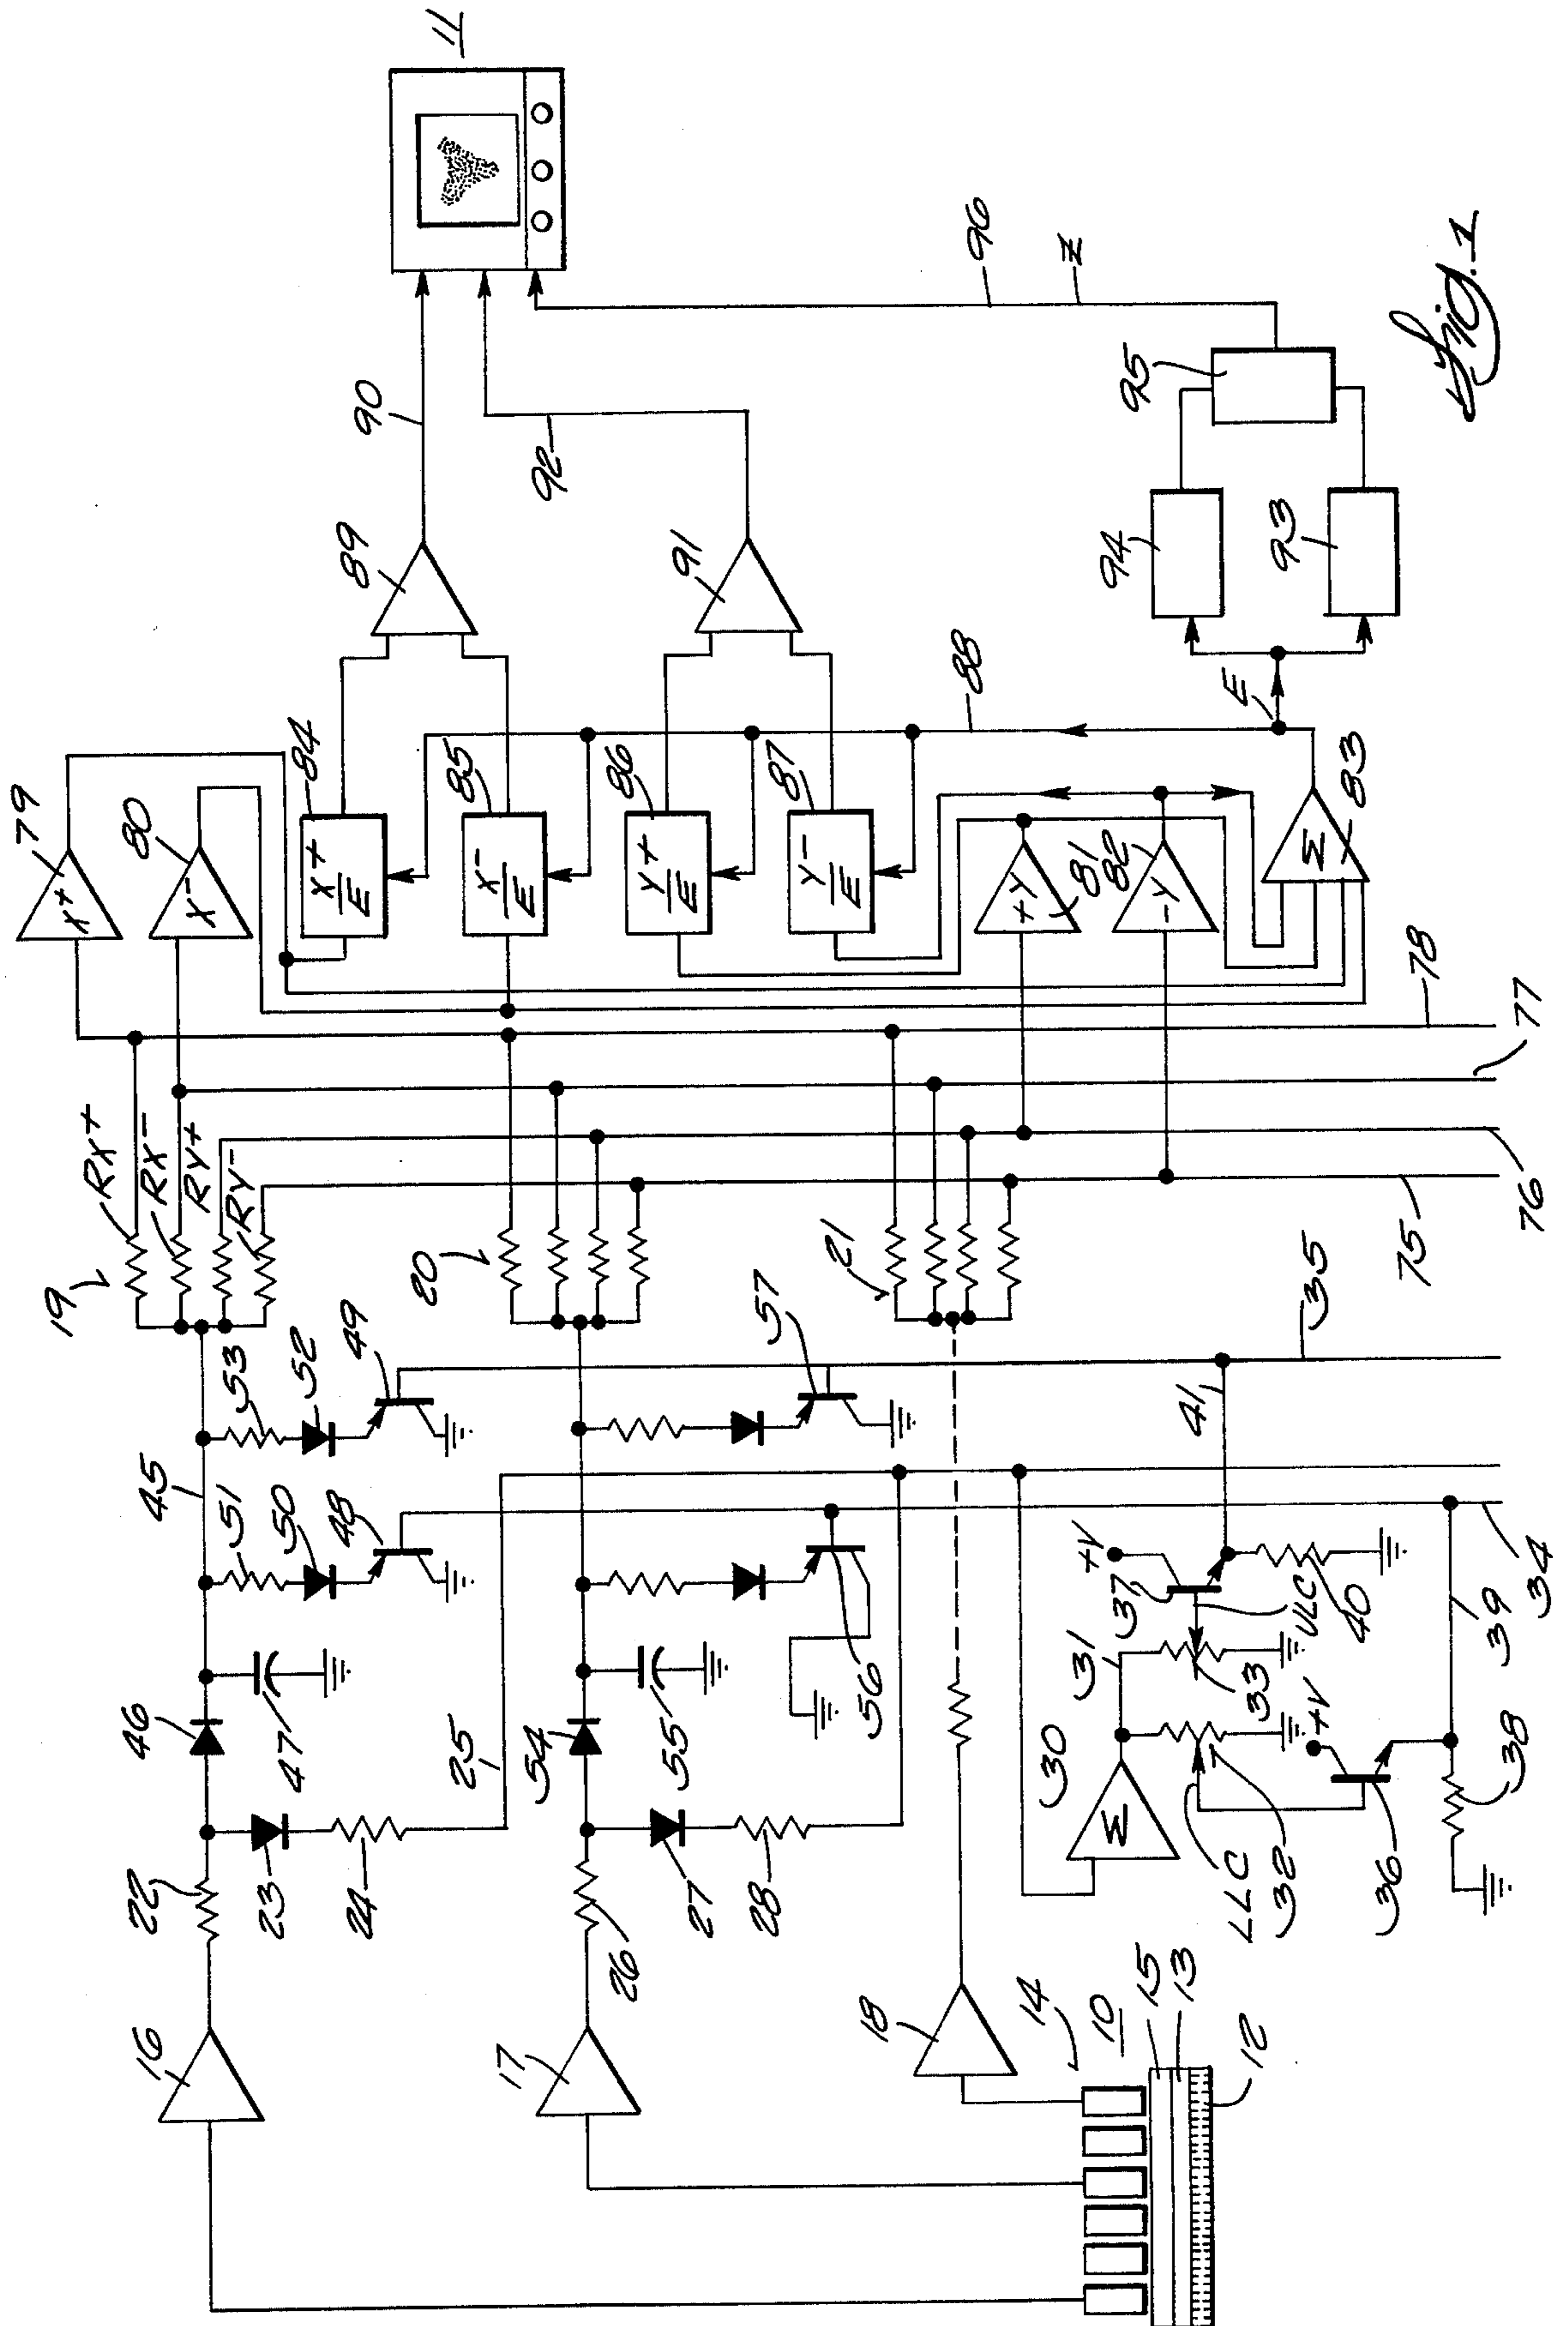 11
79
X+
80
X-
19
Rx+
Rx-
Ry+
Ry-
84
X+
E
85
X-
E
86
Y+
E
87
Y-
E
89
90
91
92
88
96
Z
95
94
93
E
83
Σ
81
+Y
82
-Y
78
77
76
75
20
21
45
53
52
49
51
50
48
57
35
41
46
47
25
54
55
56
22
23
24
26
27
28
30
31
Σ
+V
37
ULC
40
33
+V
LLC
32
36
38
39
34
16
17
18
14
10
15
13
12
Fig. 1